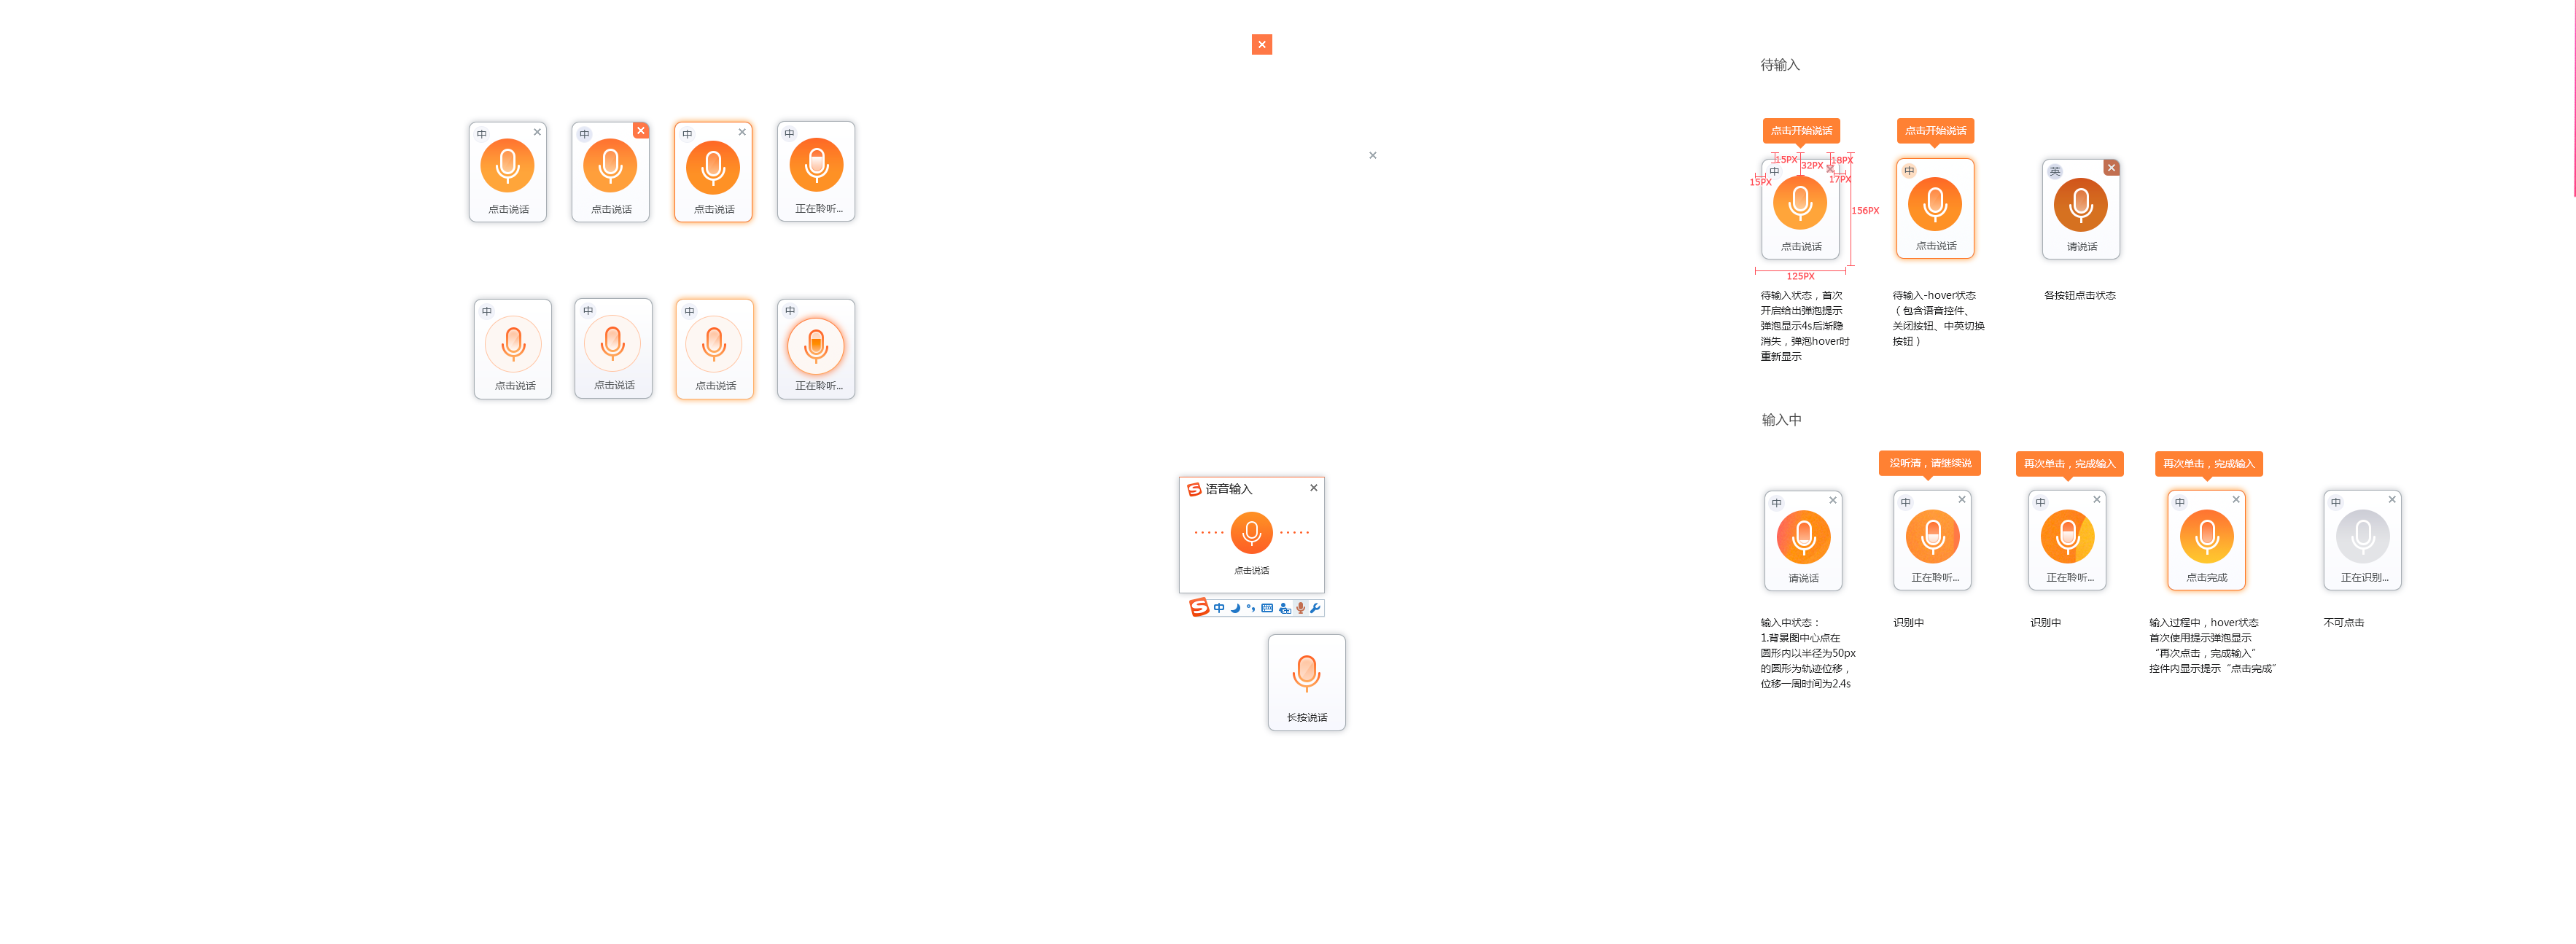 中
点击说话
中
点击说话
中
点击说话
中
正在聆听...
中
点击说话
中
点击说话
中
点击说话
中
正在聆听...
语音输入
点击说话
中
长按说话
待输入
点击开始说话
15PX
32PX
18PX
15PX
17PX
中
156PX
点击说话
125PX
待输入状态，首次
开启给出弹泡提示
弹泡显示4s后渐隐
消失，弹泡hover时
重新显示
点击开始说话
中
点击说话
待输入-hover状态
（包含语音控件、
关闭按钮、中英切换
按钮）
英
请说话
各按钮点击状态
输入中
中
请说话
输入中状态：
1.背景图中心点在
圆形内以半径为50px
的圆形为轨迹位移，
位移一周时间为2.4s
没听清，请继续说
中
正在聆听...
识别中
再次单击，完成输入
中
正在聆听...
识别中
再次单击，完成输入
中
点击完成
输入过程中，hover状态
首次使用提示弹泡显示
“再次点击，完成输入”
控件内显示提示“点击完成”
中
正在识别...
不可点击